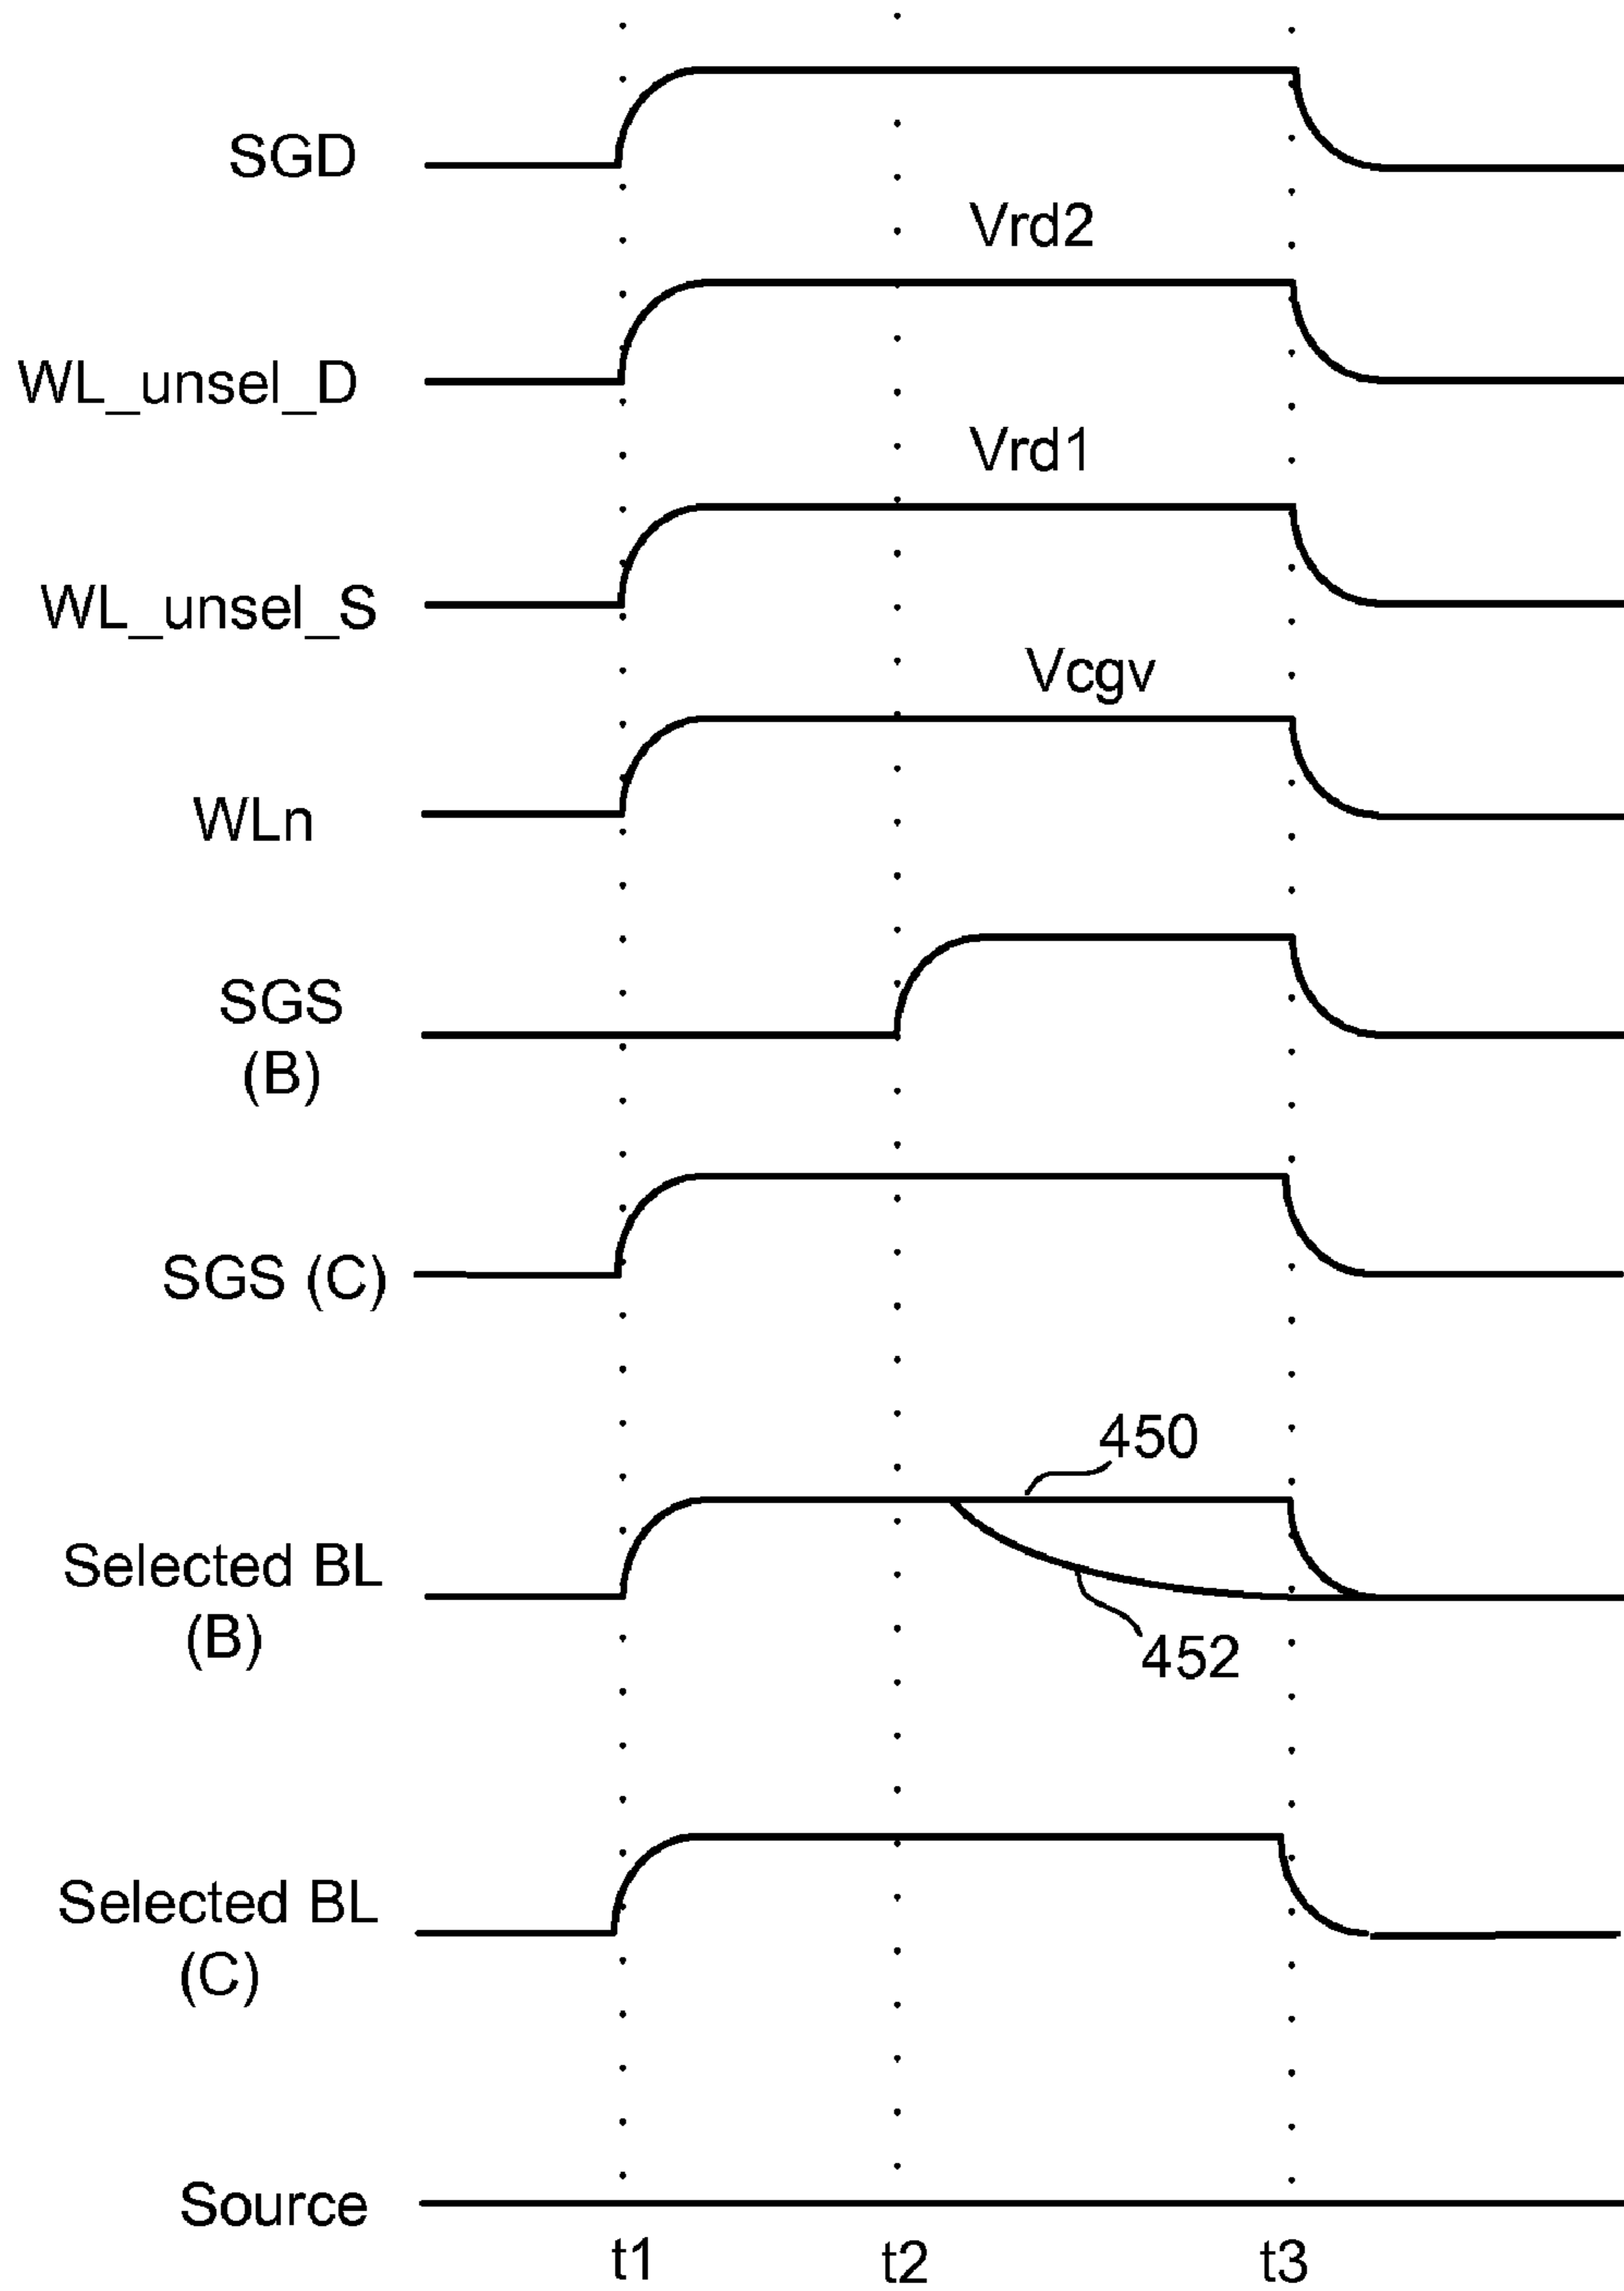 SGD
Vrd2
WL_unsel_D
Vrd1
WL_unsel_S
Vcgv
WLn
SGS
(B)
SGS (C)
450
Selected BL
(B)
452
Selected BL
(C)
Source
t1 t2 t3